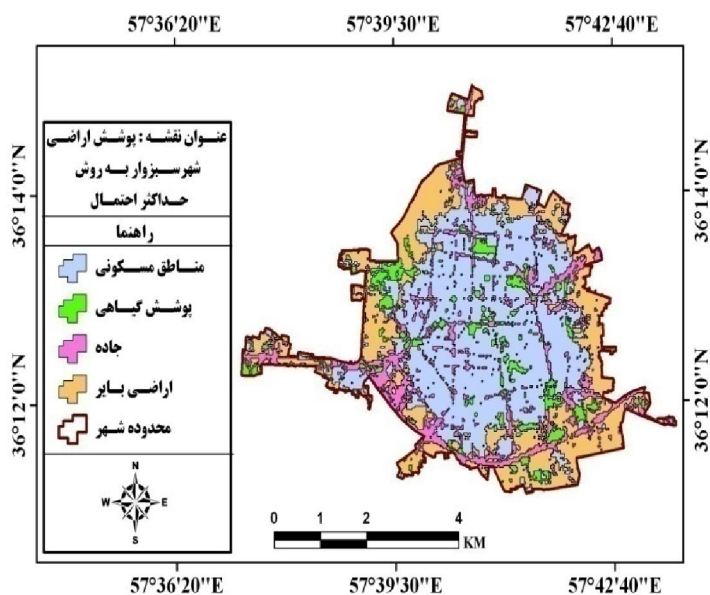 57°36'20"E 57°39'30"E 57°42'40"E
36°14'0"N 36°14'0"N
36°12'0"N 36°12'0"N
عنوان نقشه : پوشش اراضی
شهر سبزوار به روش
حداکثر احتمال
راهنما
مناطق مسکونی
پوشش گیاهی
جاده
اراضی بایر
محدوده شهر
N
W E
S
0 1 2 4
KM
57°36'20"E 57°39'30"E 57°42'40"E